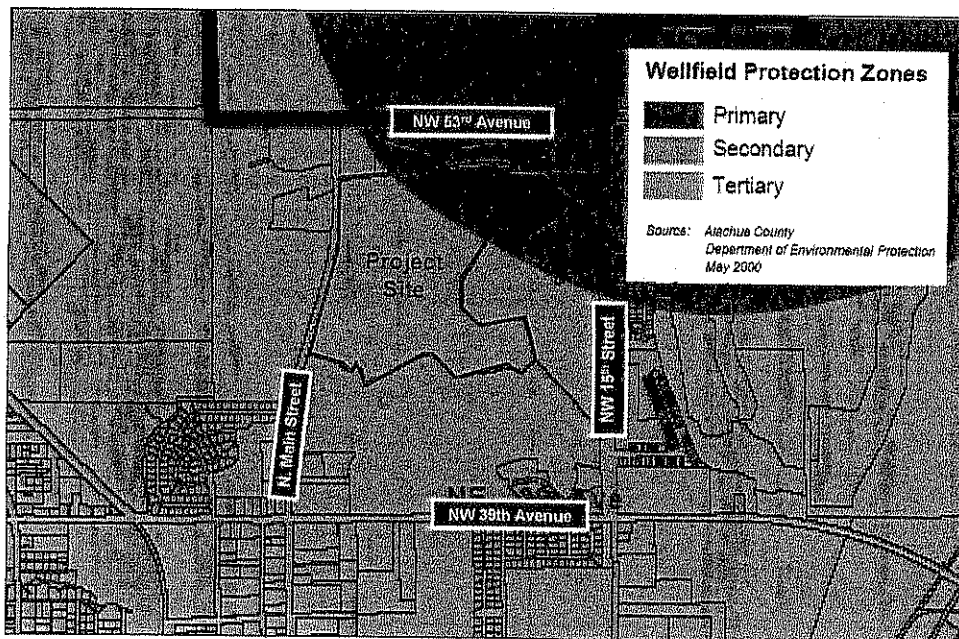 Wellfield Protection Zones
Primary
Secondary
Tertiary
Source: Alachua County
Department of Environmental Protection
May 2000
NW 53rd Avenue
Project
Site
NW 15th Street
N. Main Street
NW 39th Avenue